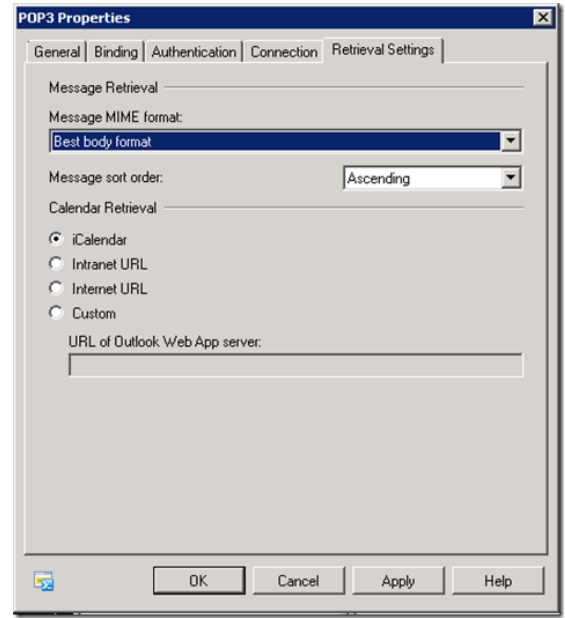 POP3 Properties
General Binding Authentication Connection Retrieval Settings
Message Retrieval
Message MIME format:
Best body format
Message sort order: Ascending
Calendar Retrieval
iCalendar
Intranet URL
Internet URL
Custom
URL of Outlook Web App server:
OK Cancel Apply Help